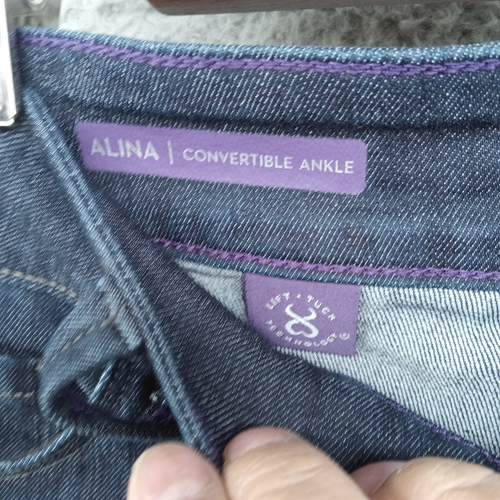 ALINA | CONVERTIBLE ANKLE
LIFT • TUCK
TECHNOLOGY ®